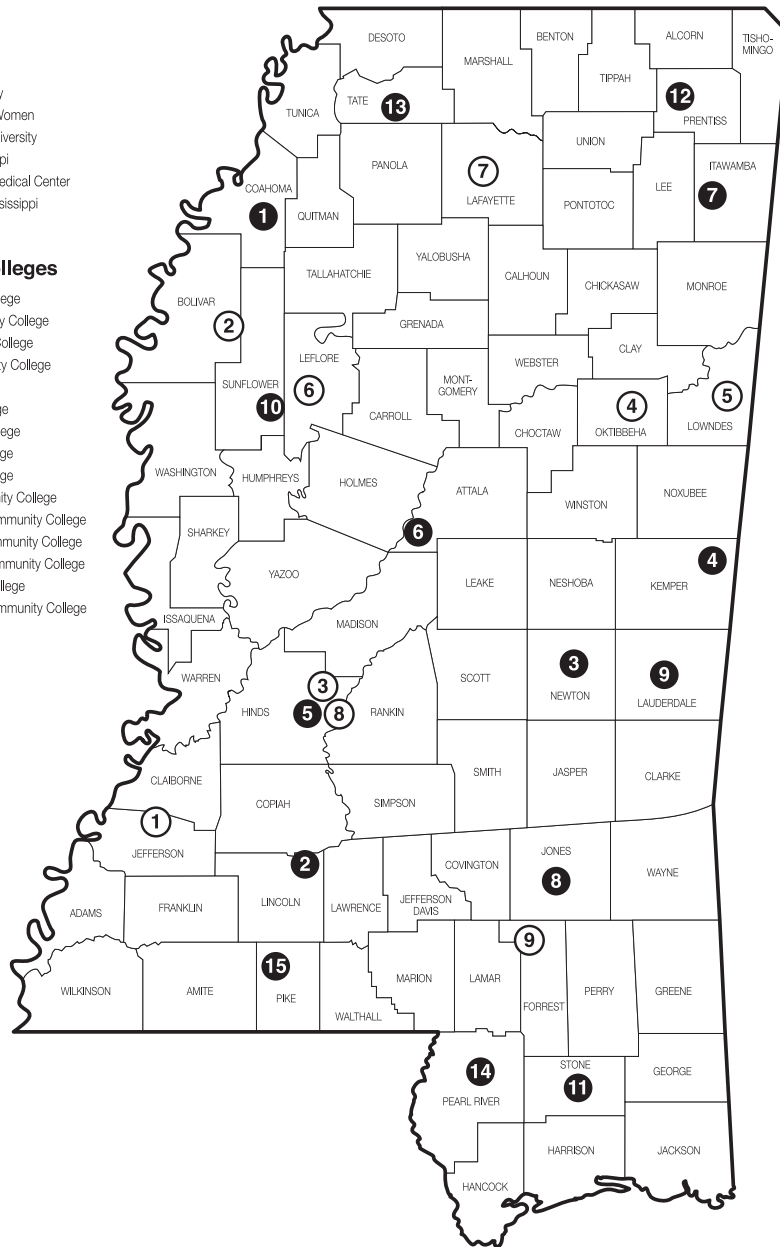 y
Women
iversity
pi
edical Center
sissippi
olleges
ege
y College
College
ty College
ge
lege
ge
ege
ity College
mmunity College
mmunity College
mmunity College
llege
mmunity College
DESOTO
BENTON
ALCORN
TISHO-
MINGO
MARSHALL
TIPPAH
TATE
13
12
PRENTISS
TUNICA
UNION
PANOLA
7
LAFAYETTE
ITAWAMBA
LEE
7
COAHOMA
1
QUITMAN
PONTOTOC
YALOBUSHA
TALLAHATCHIE
CALHOUN
CHICKASAW
MONROE
BOLIVAR
2
GRENADA
CLAY
LEFLORE
WEBSTER
SUNFLOWER
10
6
MONT-
GOMERY
CARROLL
4
OKTIBBEHA
5
LOWNDES
CHOCTAW
WASHINGTON
HUMPHREYS
HOLMES
ATTALA
WINSTON
NOXUBEE
SHARKEY
6
YAZOO
LEAKE
NESHOBA
4
KEMPER
ISSAQUENA
MADISON
WARREN
SCOTT
3
NEWTON
9
LAUDERDALE
3
HINDS
5
8
RANKIN
CLAIBORNE
SMITH
JASPER
CLARKE
COPIAH
SIMPSON
1
JEFFERSON
2
LINCOLN
COVINGTON
JONES
8
WAYNE
ADAMS
FRANKLIN
LAWRENCE
JEFFERSON
DAVIS
9
15
PIKE
WILKINSON
AMITE
MARION
LAMAR
PERRY
GREENE
FORREST
WALTHALL
14
PEARL RIVER
STONE
11
GEORGE
HARRISON
JACKSON
HANCOCK